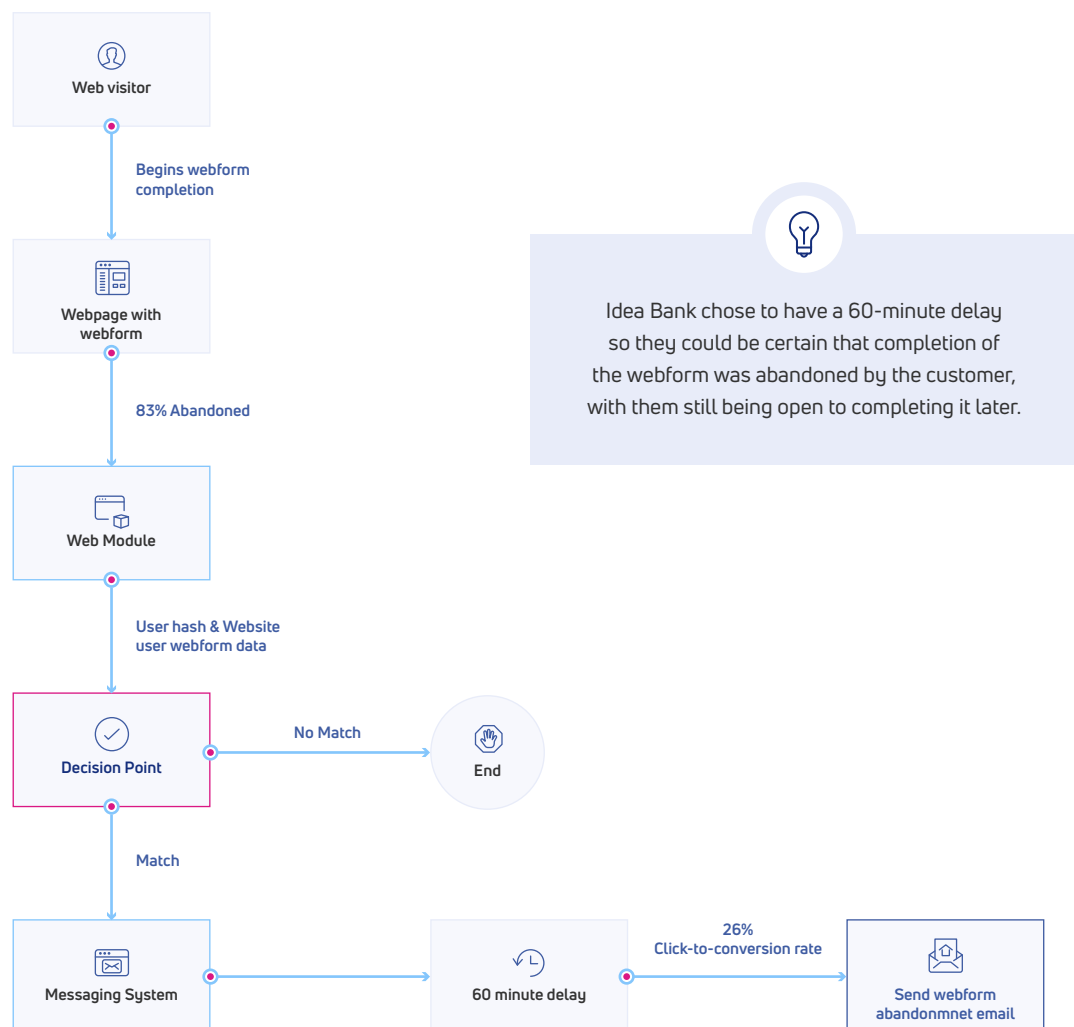 Web visitor
Begins webform
completion
Webpage with
webform
Idea Bank chose to have a 60-minute delay
so they could be certain that completion of
the webform was abandoned by the customer,
with them still being open to completing it later.
83% Abandoned
Web Module
User hash & Website
user webform data
Decision Point
No Match
End
Match
Messaging System
60 minute delay
26%
Click-to-conversion rate
Send webform
abandonmnet email